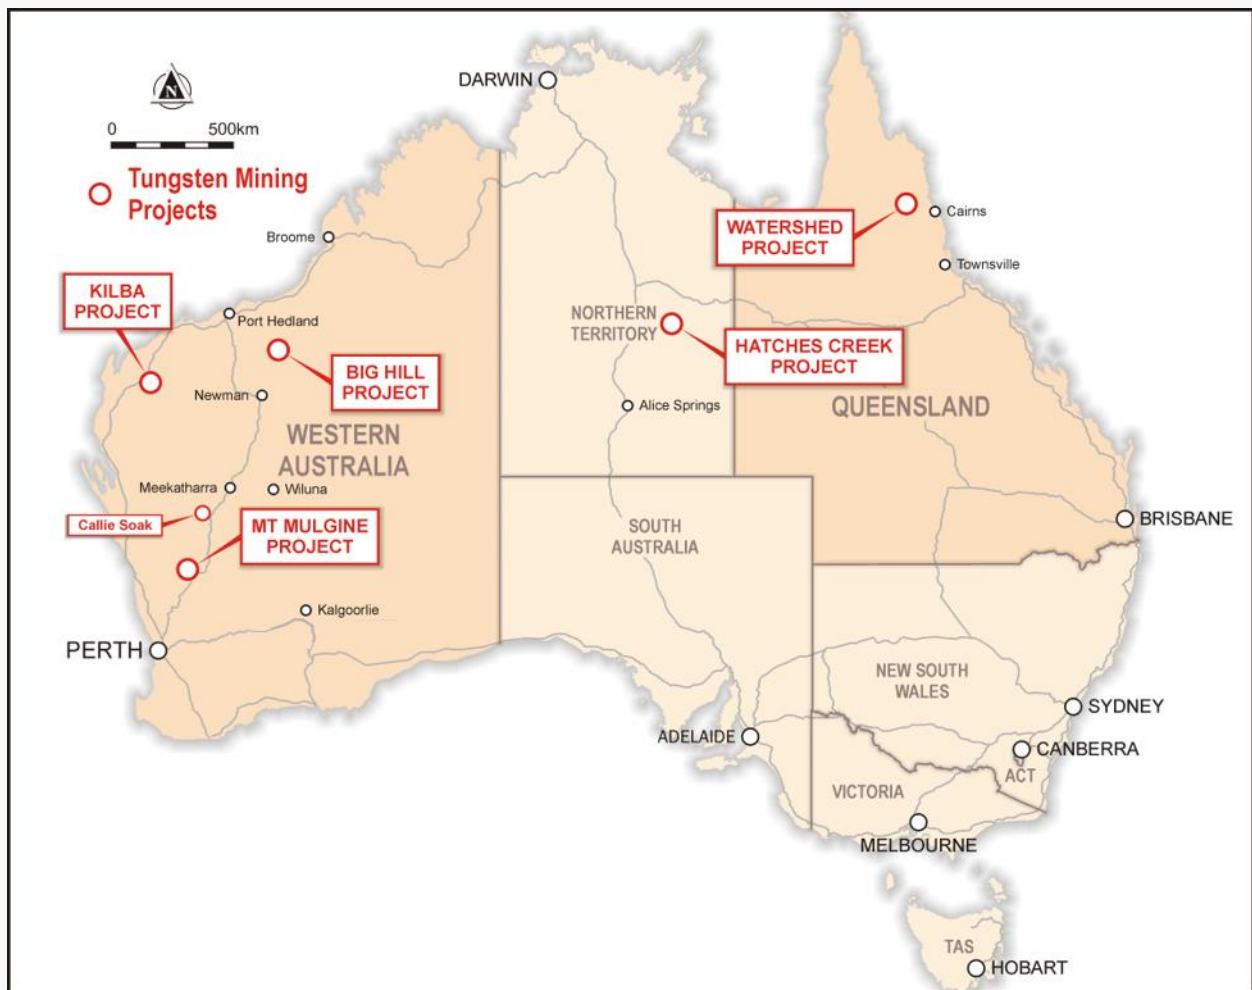 DARWIN
N
0 500km
Tungsten Mining
Projects
Broome
KILBA
PROJECT
Port Hedland
BIG HILL
PROJECT
Newman
WESTERN
AUSTRALIA
Meekatharra
Wiluna
Callie Soak
MT MULGINE
PROJECT
Kalgoorlie
PERTH
NORTHERN
TERRITORY
HATCHES CREEK
PROJECT
Alice Springs
WATERSHED
PROJECT
Cairns
Townsville
QUEENSLAND
BRISBANE
SOUTH
AUSTRALIA
ADELAIDE
NEW SOUTH
WALES
SYDNEY
CANBERRA
ACT
VICTORIA
MELBOURNE
TAS
HOBART